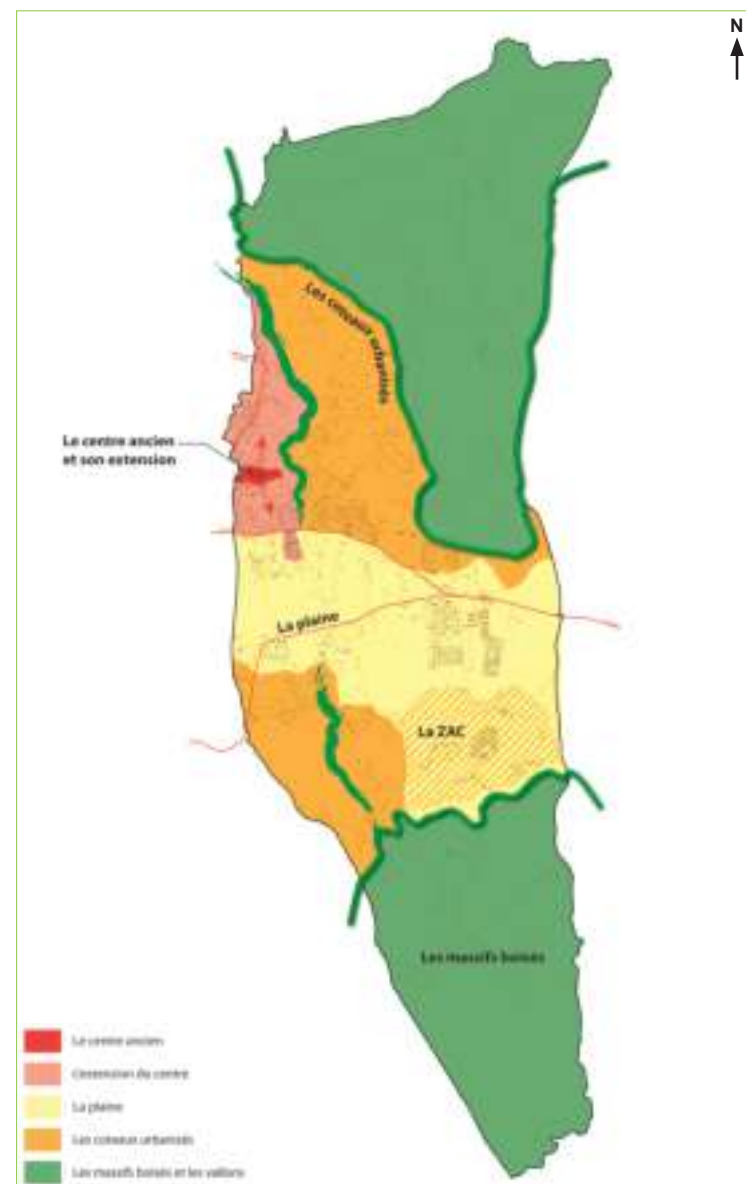 N
Les coteaux urbanisés
Le centre ancien
et son extension
La plaine
La ZAC
Les massifs boisés
Le centre ancien
L'extension du centre
La plaine
Les coteaux urbanisés
Les massifs boisés et les vallons